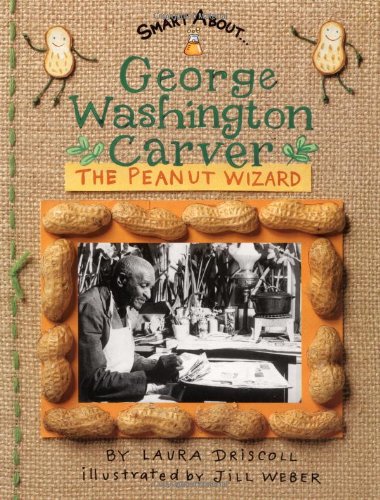 SMART ABOUT...
George
Washington
Carver
THE PEANUT WIZARD
BY LAURA DRISCOLL
illustrated by JILL WEBER